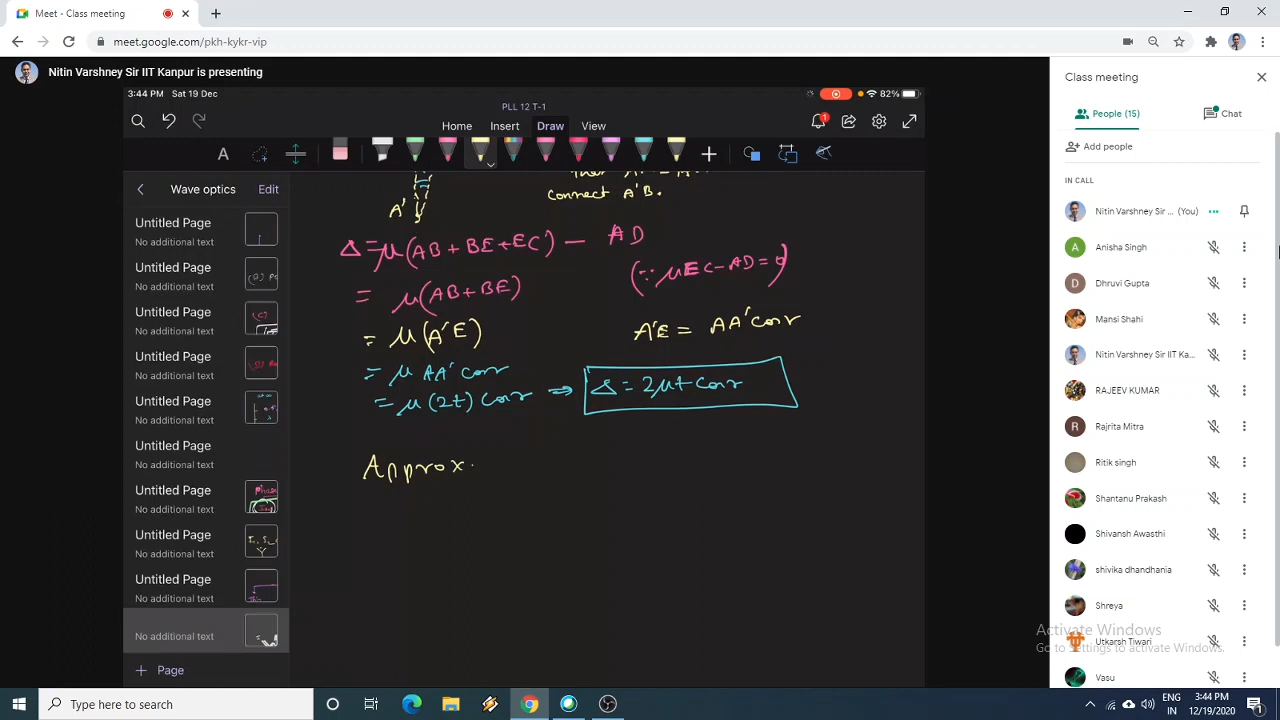 Meet - Classroom meeting
meet.google.com/pkh-kykr-vip
Nitin Varshney Sir IIT Kanpur is presenting
3:44 PM Sat 19 Dec
82%
PLL 12 T-1
Home Insert Draw View
1
Wave optics Edit
Untitled Page
No additional text
Untitled Page
No additional text
Untitled Page
No additional text
Untitled Page
No additional text
Untitled Page
No additional text
Untitled Page
No additional text
Untitled Page
No additional text
Untitled Page
No additional text
Untitled Page
No additional text
No additional text
Page
connect A'B.
A'
Δ = μ(AB + BE + EC) − AD
= μ(AB + BE) (∵ μEC − AD = 0)
= μ(A'E) A'E = AA' cos r
= μ AA' cos r
= μ (2t) cos r ⇒ Δ = 2μt cos r
Approx.
Class meeting
People (15) Chat
Add people
IN CALL
Nitin Varshney Sir ... (You)
Anisha Singh
Dhruvi Gupta
Mansi Shahi
Nitin Varshney Sir IIT Ka...
RAJEEV KUMAR
Rajrita Mitra
Ritik singh
Shantanu Prakash
Shivansh Awasthi
shivika dhandhania
Shreya
Utkarsh Tiwari
Vasu
Activate Windows
Go to Settings to activate Windows.
Type here to search
ENG
IN
3:44 PM
12/19/2020